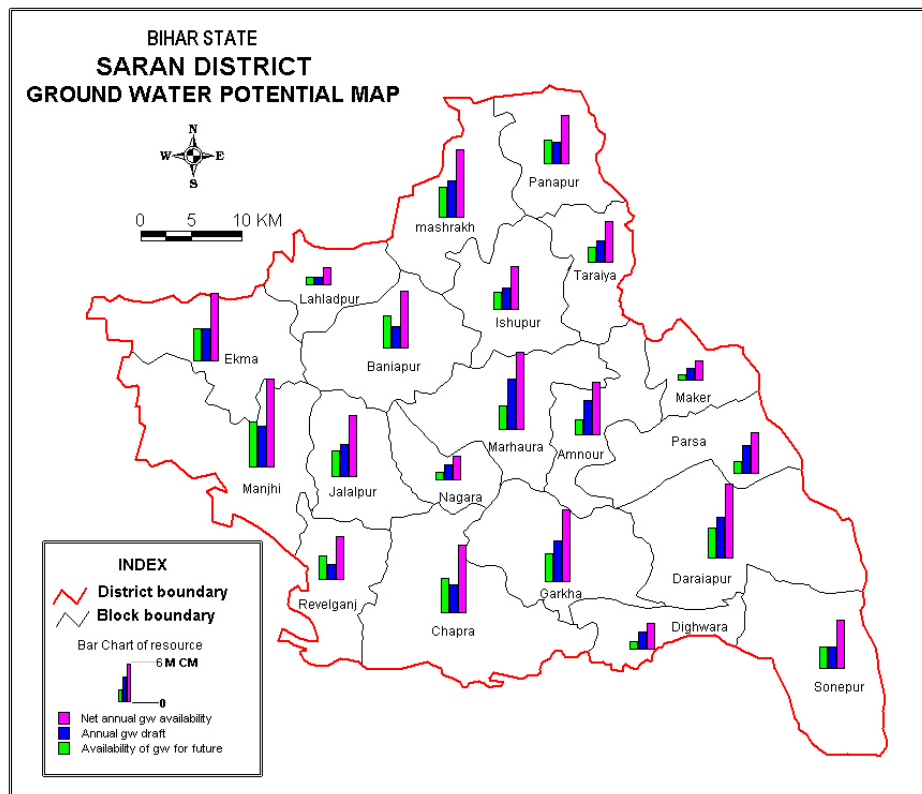 BIHAR STATE
SARAN DISTRICT
GROUND WATER POTENTIAL MAP
N
W E
S
0 5 10 KM
Panapur
mashrakh
Taraiya
Lahladpur
Ishupur
Ekma
Baniapur
Maker
Marhaura
Amnour
Parsa
Manjhi
Jalalpur
Nagara
Daraiapur
Revelganj
Garkha
Chapra
Dighwara
Sonepur
INDEX
District boundary
Block boundary
Bar Chart of resource
6 M CM
0
Net annual gw availability
Annual gw draft
Availability of gw for future